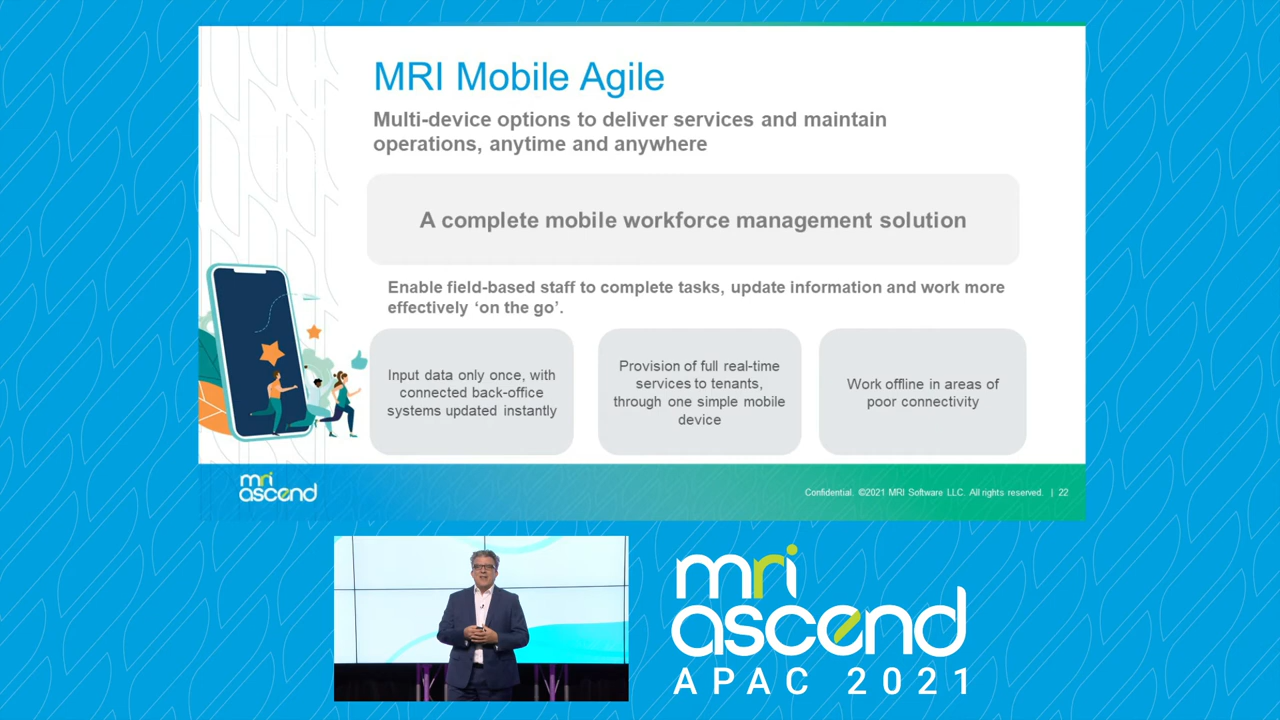 MRI Mobile Agile
Multi-device options to deliver services and maintain
operations, anytime and anywhere
A complete mobile workforce management solution
Enable field-based staff to complete tasks, update information and work more
effectively ‘on the go’.
Input data only once, with
connected back-office
systems updated instantly
Provision of full real-time
services to tenants,
through one simple mobile
device
Work offline in areas of
poor connectivity
mri
ascend
Confidential. ©2021 MRI Software LLC. All rights reserved. | 22
mri
ascend
APAC 2021